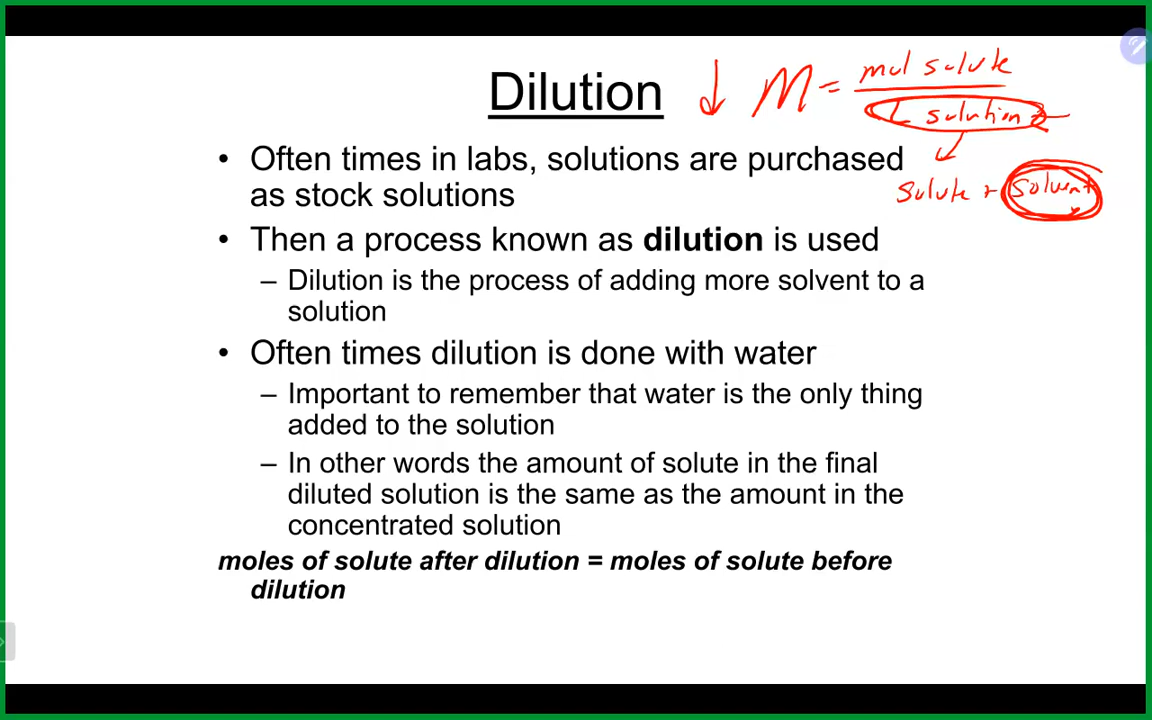 Dilution ↓ M = mol solute / L solution
solute + solvent
• Often times in labs, solutions are purchased
as stock solutions
• Then a process known as dilution is used
– Dilution is the process of adding more solvent to a
solution
• Often times dilution is done with water
– Important to remember that water is the only thing
added to the solution
– In other words the amount of solute in the final
diluted solution is the same as the amount in the
concentrated solution
moles of solute after dilution = moles of solute before
dilution